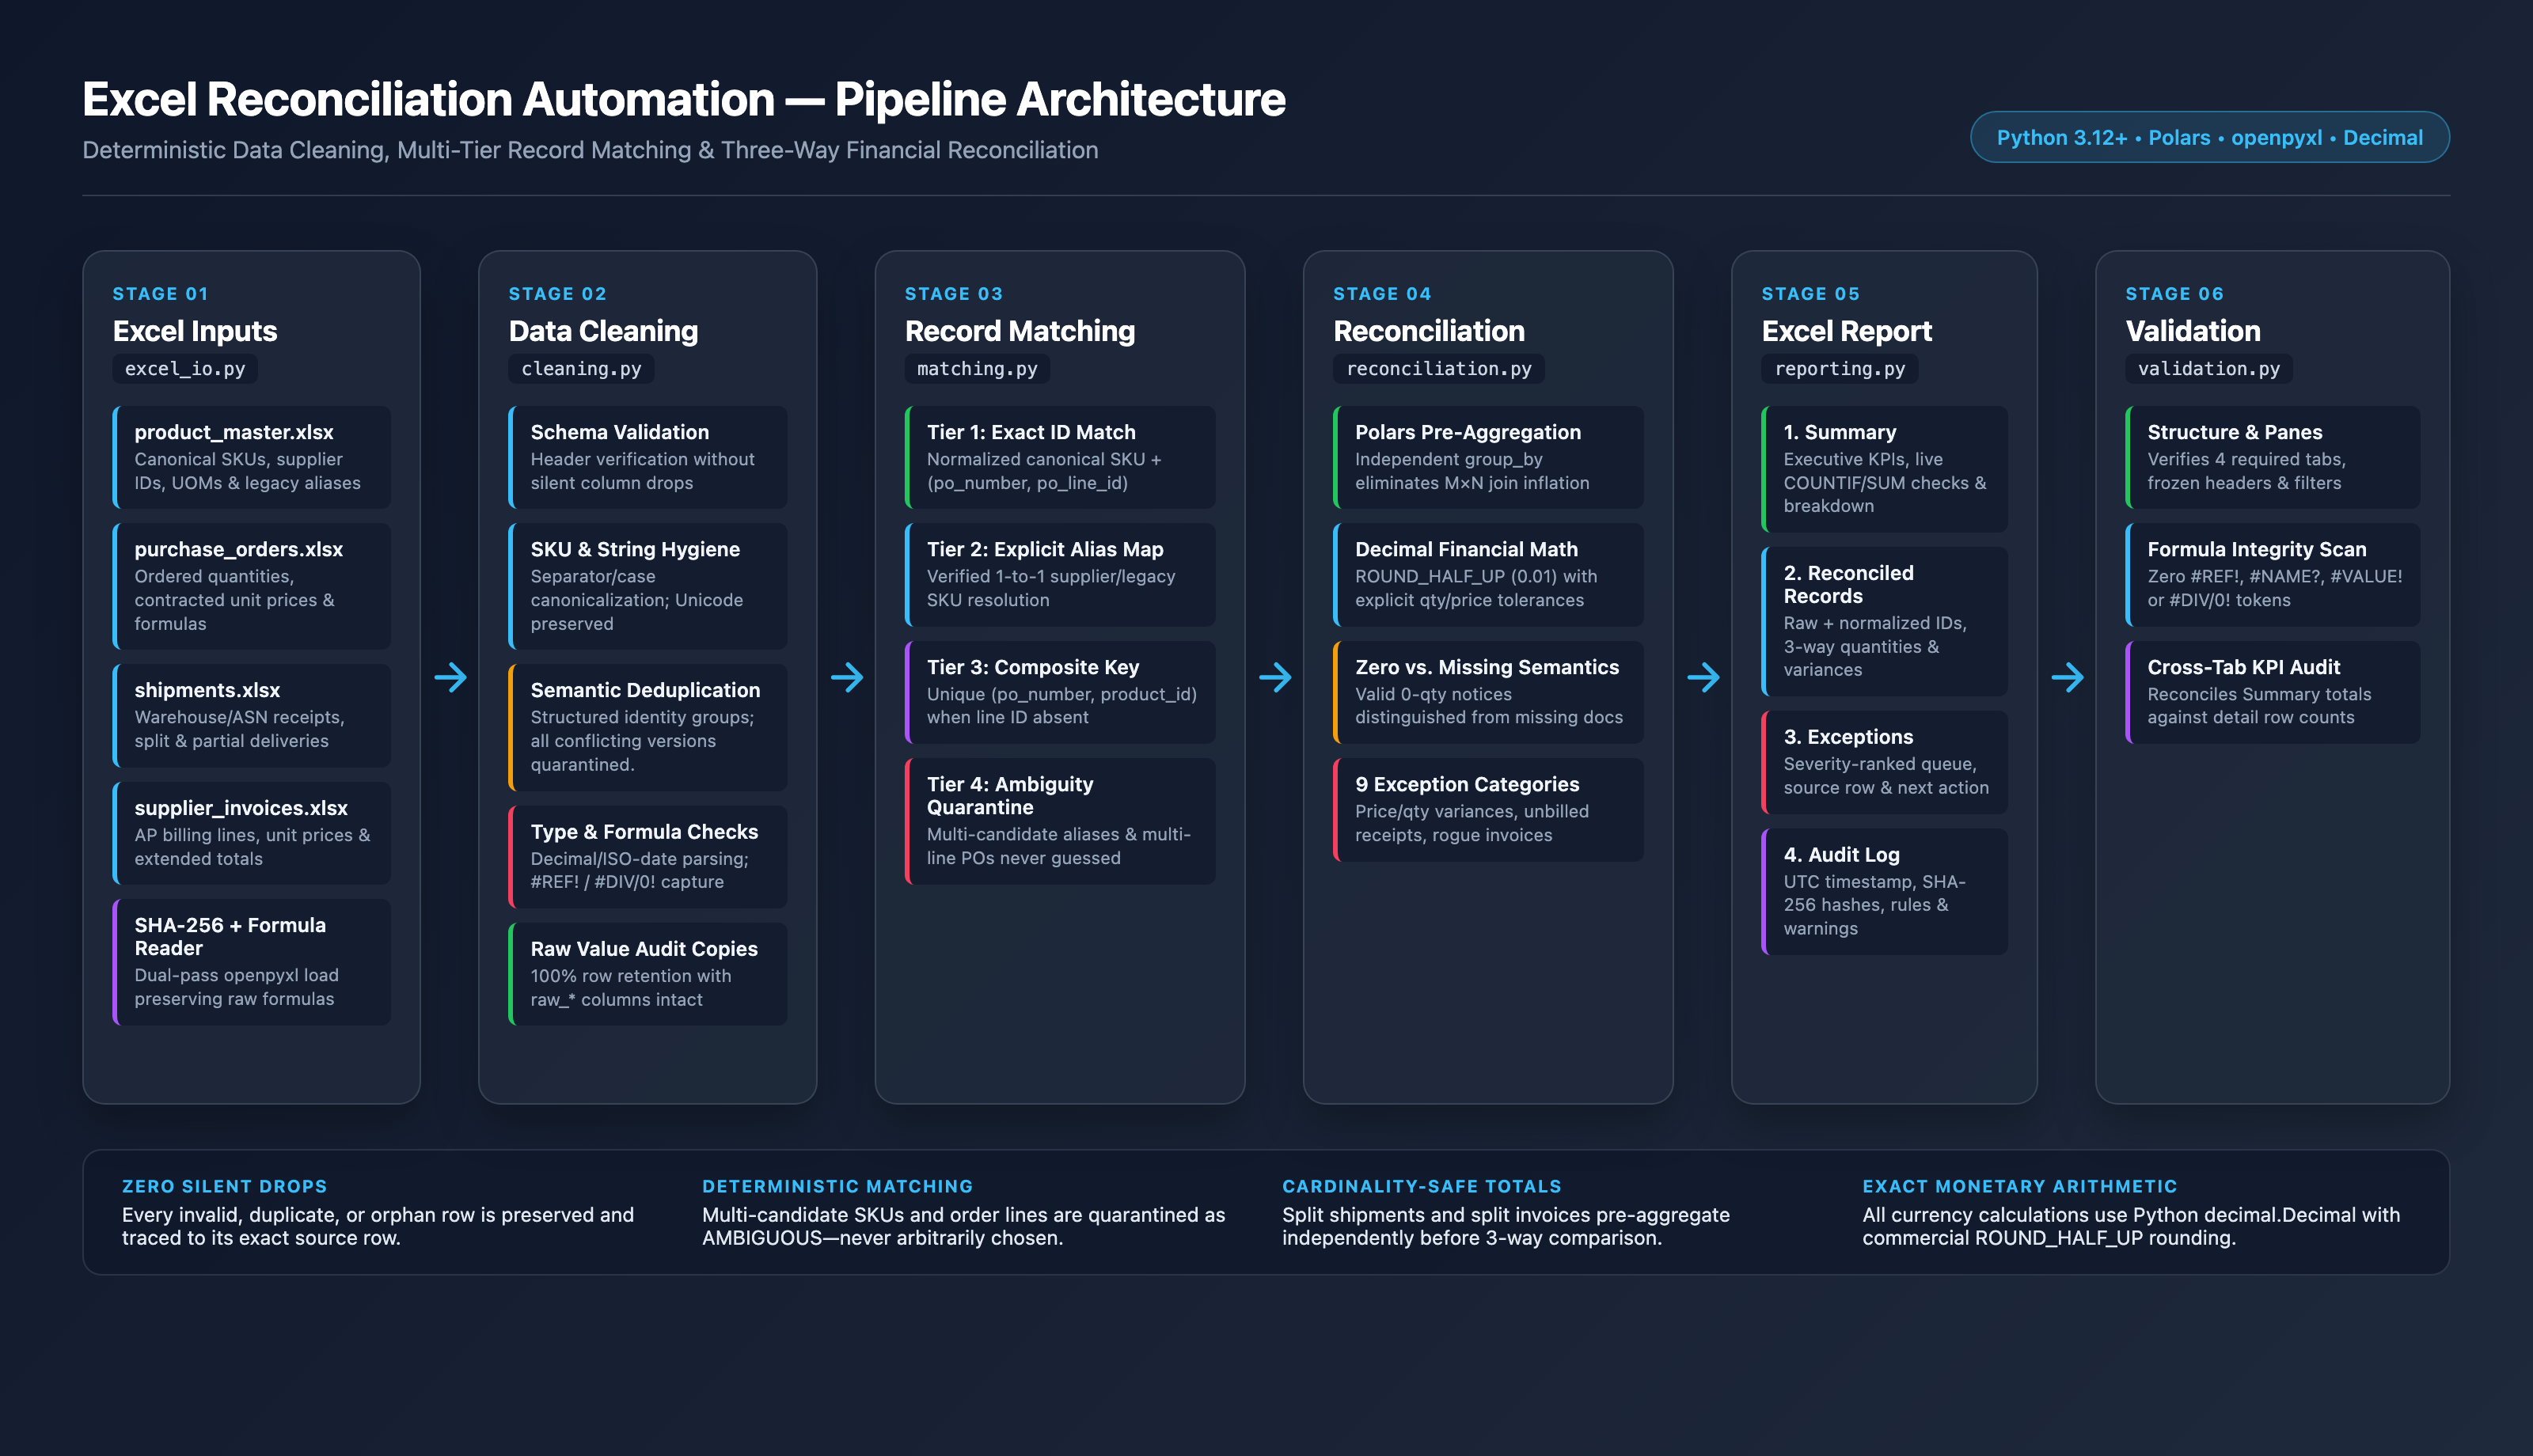 Excel Reconciliation Automation — Pipeline Architecture
Deterministic Data Cleaning, Multi-Tier Record Matching & Three-Way Financial Reconciliation
Python 3.12+ • Polars • openpyxl • Decimal
STAGE 01
Excel Inputs
excel_io.py
product_master.xlsx
Canonical SKUs, supplier
IDs, UOMs & legacy aliases
purchase_orders.xlsx
Ordered quantities,
contracted unit prices &
formulas
shipments.xlsx
Warehouse/ASN receipts,
split & partial deliveries
supplier_invoices.xlsx
AP billing lines, unit prices &
extended totals
SHA-256 + Formula
Reader
Dual-pass openpyxl load
preserving raw formulas
→
STAGE 02
Data Cleaning
cleaning.py
Schema Validation
Header verification without
silent column drops
SKU & String Hygiene
Separator/case
canonicalization; Unicode
preserved
Semantic Deduplication
Structured identity groups;
all conflicting versions
quarantined.
Type & Formula Checks
Decimal/ISO-date parsing;
#REF! / #DIV/0! capture
Raw Value Audit Copies
100% row retention with
raw_* columns intact
→
STAGE 03
Record Matching
matching.py
Tier 1: Exact ID Match
Normalized canonical SKU +
(po_number, po_line_id)
Tier 2: Explicit Alias Map
Verified 1-to-1 supplier/legacy
SKU resolution
Tier 3: Composite Key
Unique (po_number, product_id)
when line ID absent
Tier 4: Ambiguity
Quarantine
Multi-candidate aliases & multi-
line POs never guessed
→
STAGE 04
Reconciliation
reconciliation.py
Polars Pre-Aggregation
Independent group_by
eliminates M×N join inflation
Decimal Financial Math
ROUND_HALF_UP (0.01) with
explicit qty/price tolerances
Zero vs. Missing Semantics
Valid 0-qty notices
distinguished from missing docs
9 Exception Categories
Price/qty variances, unbilled
receipts, rogue invoices
→
STAGE 05
Excel Report
reporting.py
1. Summary
Executive KPIs, live
COUNTIF/SUM checks &
breakdown
2. Reconciled
Records
Raw + normalized IDs,
3-way quantities &
variances
3. Exceptions
Severity-ranked queue,
source row & next action
4. Audit Log
UTC timestamp, SHA-
256 hashes, rules &
warnings
→
STAGE 06
Validation
validation.py
Structure & Panes
Verifies 4 required tabs,
frozen headers & filters
Formula Integrity Scan
Zero #REF!, #NAME?, #VALUE!
or #DIV/0! tokens
Cross-Tab KPI Audit
Reconciles Summary totals
against detail row counts
ZERO SILENT DROPS
Every invalid, duplicate, or orphan row is preserved and
traced to its exact source row.
DETERMINISTIC MATCHING
Multi-candidate SKUs and order lines are quarantined as
AMBIGUOUS—never arbitrarily chosen.
CARDINALITY-SAFE TOTALS
Split shipments and split invoices pre-aggregate
independently before 3-way comparison.
EXACT MONETARY ARITHMETIC
All currency calculations use Python decimal.Decimal with
commercial ROUND_HALF_UP rounding.